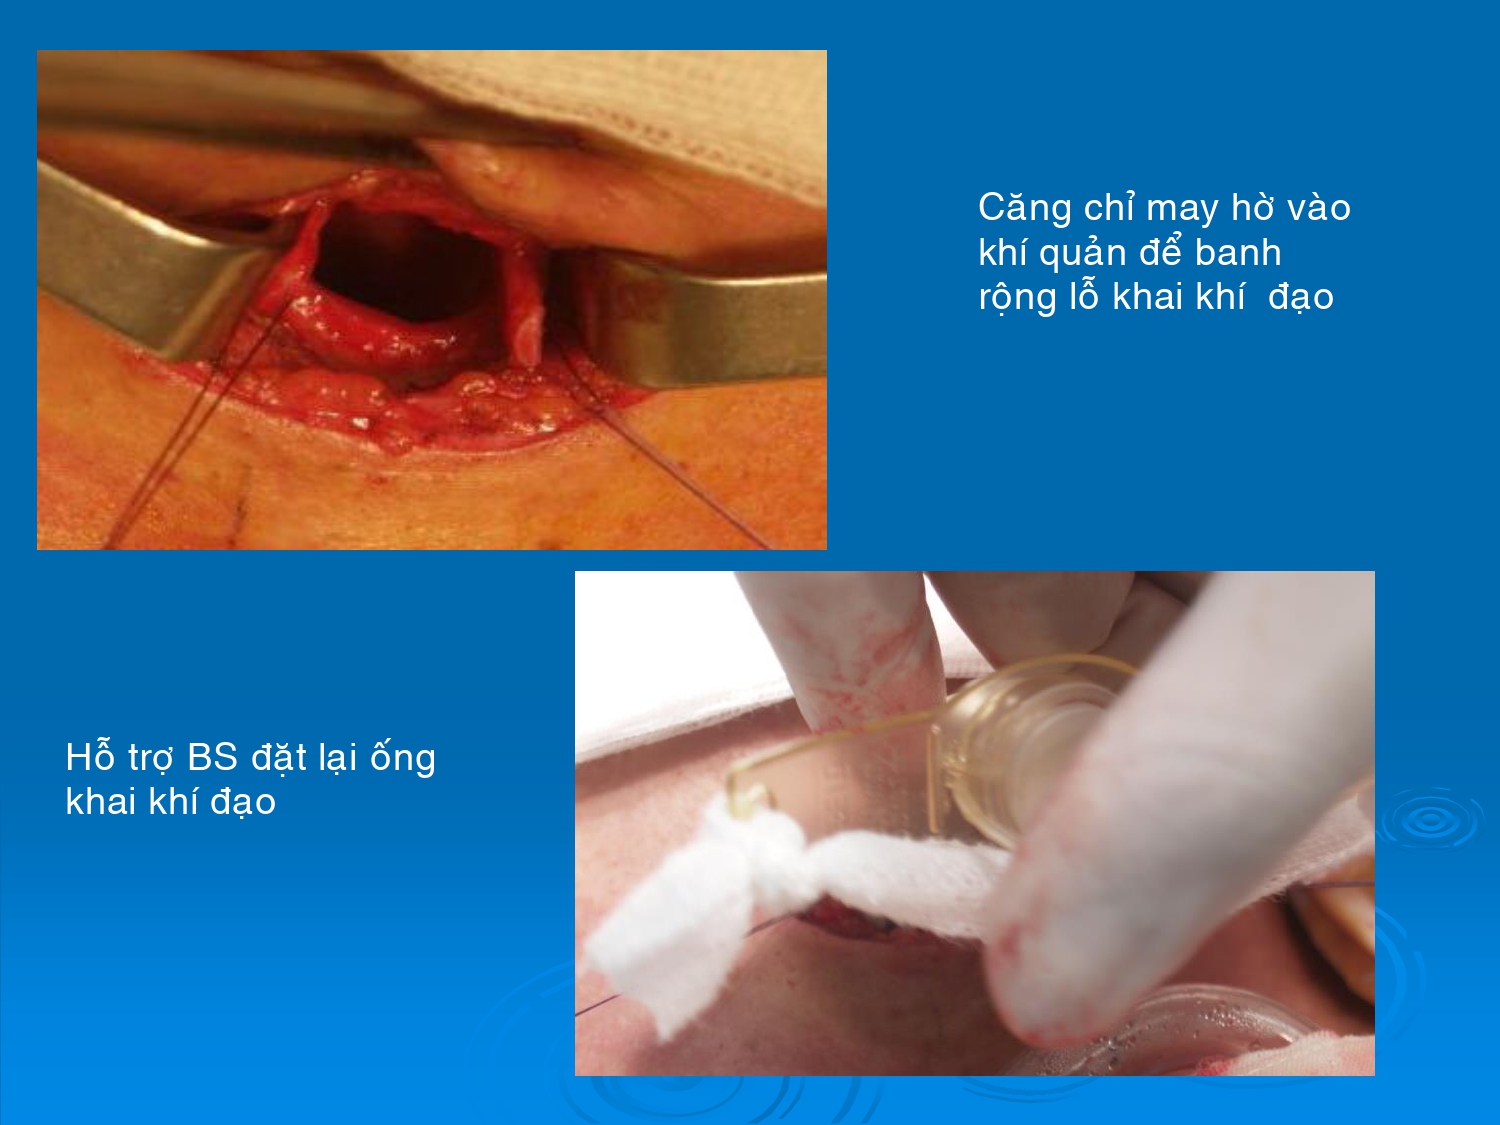 Căng chỉ may hờ vào
khí quản để banh
rộng lỗ khai khí  đạo
Hỗ trợ BS đặt lại ống
khai khí đạo